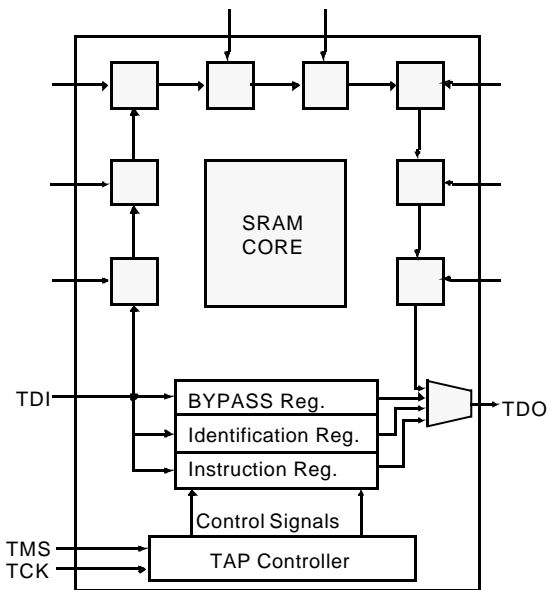 SRAM
CORE
TDI
BYPASS Reg.
TDO
Identification Reg.
Instruction Reg.
Control Signals
TMS
TCK
TAP Controller